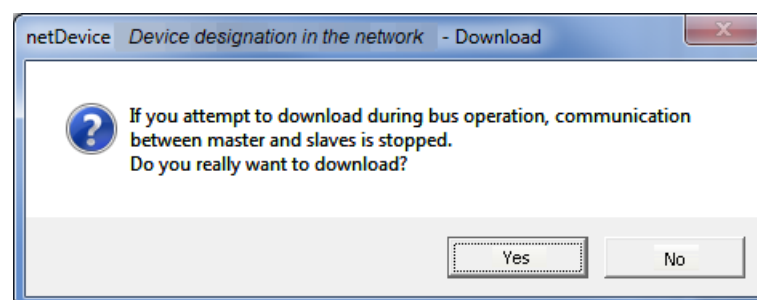 netDevice Device designation in the network - Download
If you attempt to download during bus operation, communication
between master and slaves is stopped.
Do you really want to download?
Yes No